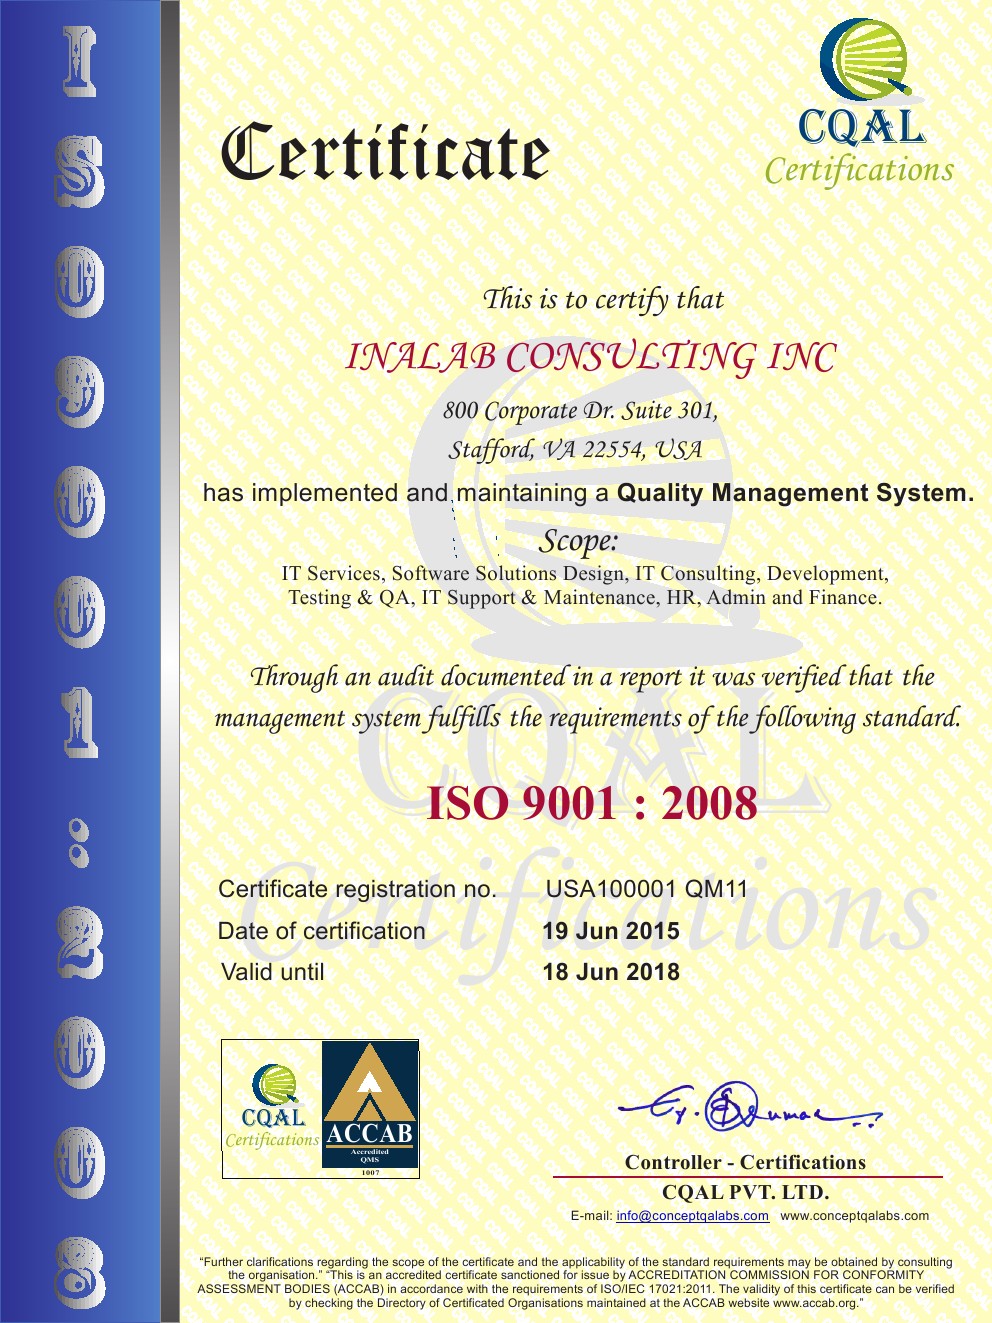 ISO9001:2008
CQAL
Certifications
Certificate
This is to certify that
INALAB CONSULTING INC
800 Corporate Dr. Suite 301,
Stafford, VA 22554, USA
has implemented and maintaining a Quality Management System.
Scope:
IT Services, Software Solutions Design, IT Consulting, Development,
Testing & QA, IT Support & Maintenance, HR, Admin and Finance.
Through an audit documented in a report it was verified that the
management system fulfills the requirements of the following standard.
CQAL
ISO 9001 : 2008
Certifications
Certificate registration no. USA100001 QM11
Date of certification 19 Jun 2015
Valid until 18 Jun 2018
CQAL
Certifications
ACCAB
Accredited
QMS
1007
Controller - Certifications
CQAL PVT. LTD.
E-mail: info@conceptqalabs.com www.conceptqalabs.com
“Further clarifications regarding the scope of the certificate and the applicability of the standard requirements may be obtained by consulting
the organisation.” “This is an accredited certificate sanctioned for issue by ACCREDITATION COMMISSION FOR CONFORMITY
ASSESSMENT BODIES (ACCAB) in accordance with the requirements of ISO/IEC 17021:2011. The validity of this certificate can be verified
by checking the Directory of Certificated Organisations maintained at the ACCAB website www.accab.org.”